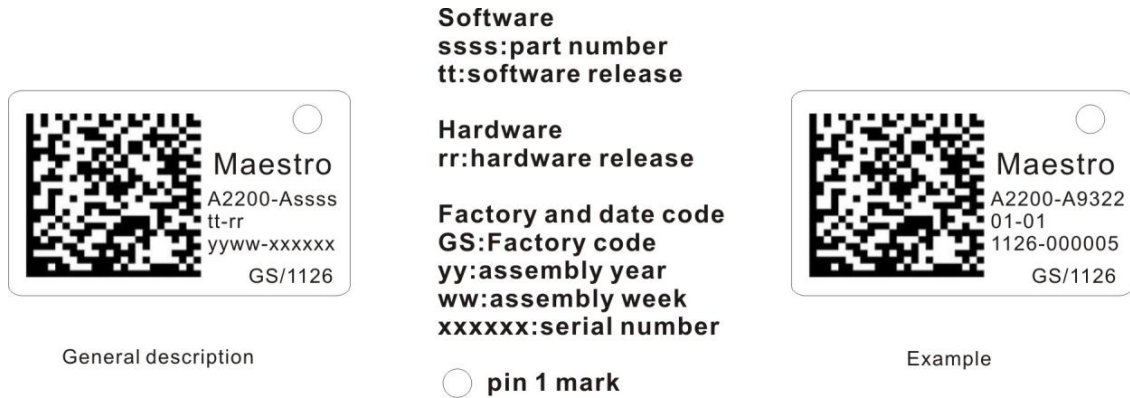 Maestro
A2200-Assss
tt-rr
yyww-xxxxxx
GS/1126
General description
Software
ssss:part number
tt:software release
Hardware
rr:hardware release
Factory and date code
GS:Factory code
yy:assembly year
ww:assembly week
xxxxxx:serial number
pin 1 mark
Maestro
A2200-A9322
01-01
1126-000005
GS/1126
Example